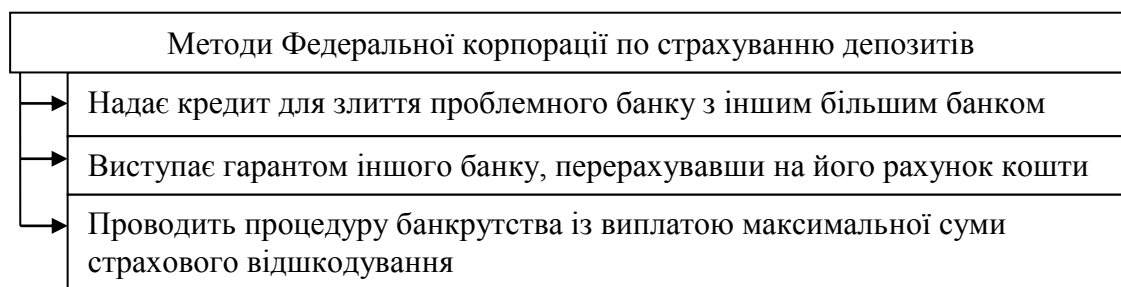 Методи Федеральної корпорації по страхуванню депозитів
Надає кредит для злиття проблемного банку з іншим більшим банком
Виступає гарантом іншого банку, перерахувавши на його рахунок кошти
Проводить процедуру банкрутства із виплатою максимальної суми
страхового відшкодування